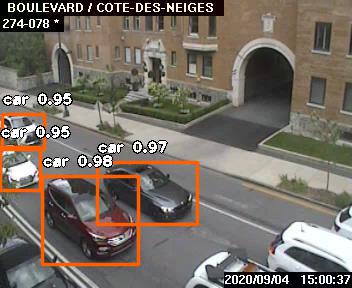 BOULEVARD / COTE-DES-NEIGES
274-078 *
car 0.95
car 0.95
car 0.97
car 0.98
2020/09/04 15:00:37